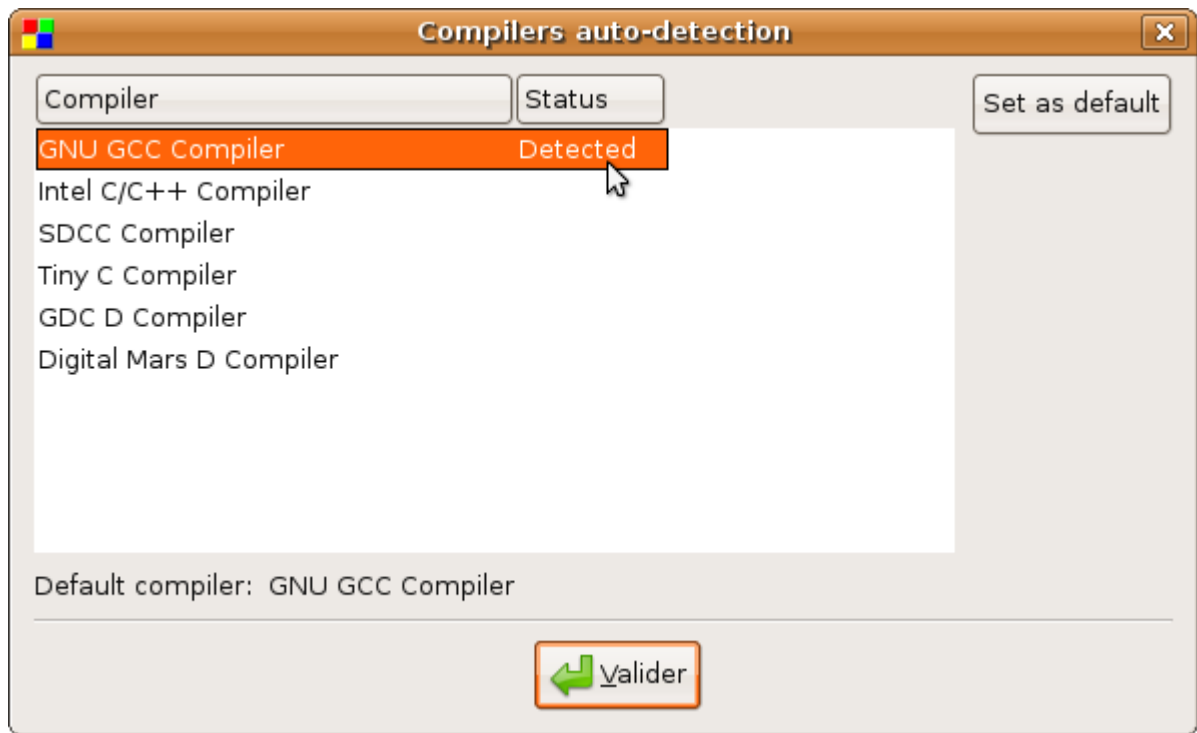 Compilers auto-detection
Compiler Status Set as default
GNU GCC Compiler Detected
Intel C/C++ Compiler
SDCC Compiler
Tiny C Compiler
GDC D Compiler
Digital Mars D Compiler
Default compiler: GNU GCC Compiler
Valider